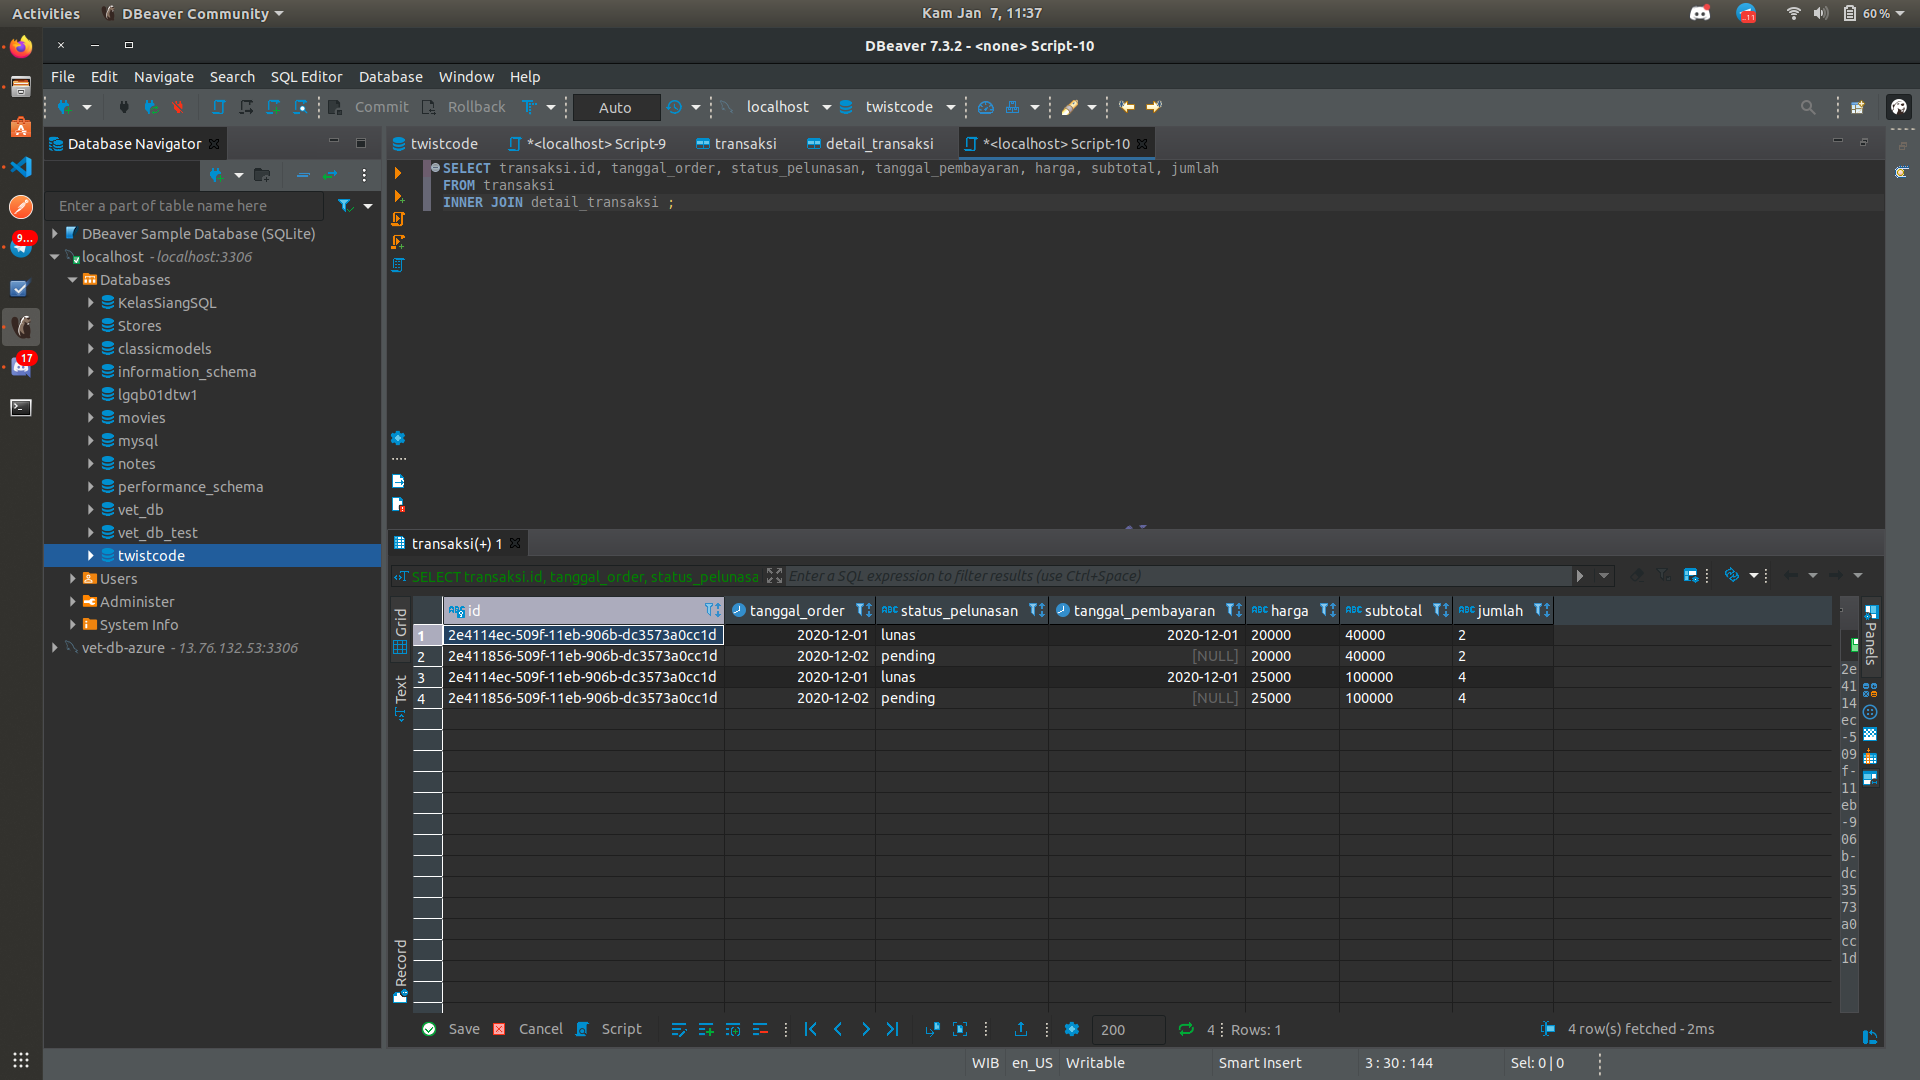 Activities
DBeaver Community
Kam Jan 7, 11:37
60 %
DBeaver 7.3.2 - <none> Script-10
File Edit Navigate Search SQL Editor Database Window Help
Commit Rollback Auto localhost twistcode
Database Navigator
twistcode *<localhost> Script-9 transaksi detail_transaksi *<localhost> Script-10
Enter a part of table name here
DBeaver Sample Database (SQLite)
localhost - localhost:3306
Databases
KelasSiangSQL
Stores
classicmodels
information_schema
lgqb01dtw1
movies
mysql
notes
performance_schema
vet_db
vet_db_test
twistcode
Users
Administer
System Info
vet-db-azure - 13.76.132.53:3306
9...
17
SELECT transaksi.id, tanggal_order, status_pelunasan, tanggal_pembayaran, harga, subtotal, jumlah
FROM transaksi
INNER JOIN detail_transaksi ;
transaksi(+) 1
SELECT transaksi.id, tanggal_order, status_pelunasa
Enter a SQL expression to filter results (use Ctrl+Space)
Grid
Text
Record
id tanggal_order status_pelunasan tanggal_pembayaran harga subtotal jumlah
1 2e4114ec-509f-11eb-906b-dc3573a0cc1d 2020-12-01 lunas 2020-12-01 20000 40000 2
2 2e411856-509f-11eb-906b-dc3573a0cc1d 2020-12-02 pending [NULL] 20000 40000 2
3 2e4114ec-509f-11eb-906b-dc3573a0cc1d 2020-12-01 lunas 2020-12-01 25000 100000 4
4 2e411856-509f-11eb-906b-dc3573a0cc1d 2020-12-02 pending [NULL] 25000 100000 4
Panels
2e
41
14
ec
-5
09
f-
11
eb
-9
06
b-
dc
35
73
a0
cc
1d
Save Cancel Script 200 4 Rows: 1
4 row(s) fetched - 2ms
WIB en_US Writable Smart Insert 3 : 30 : 144 Sel: 0 | 0